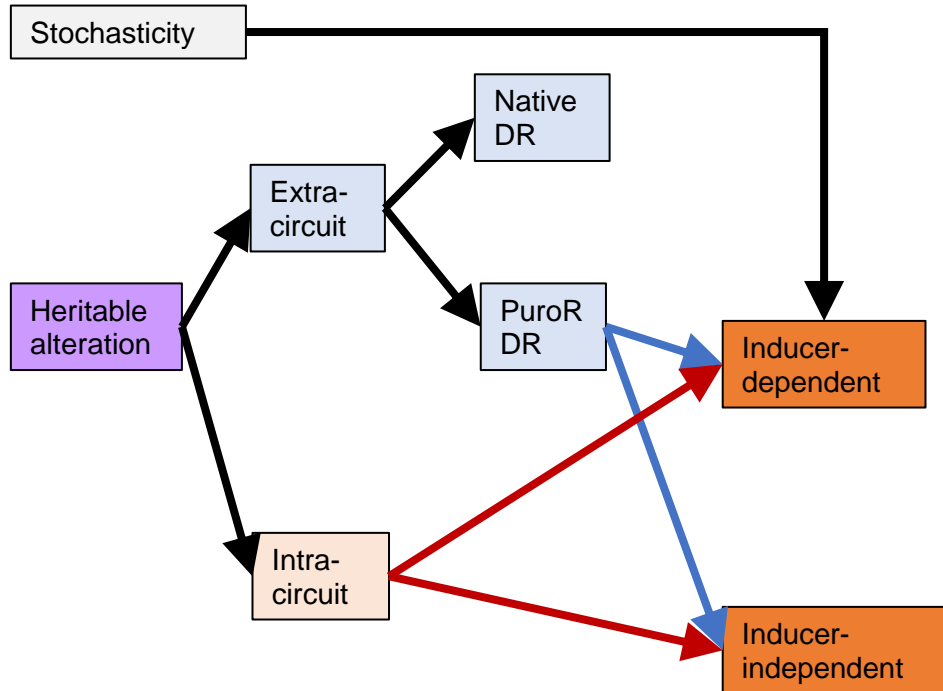 Stochasticity
Native
DR
Extra-
circuit
Heritable
alteration
PuroR
DR
Inducer-
dependent
Intra-
circuit
Inducer-
independent